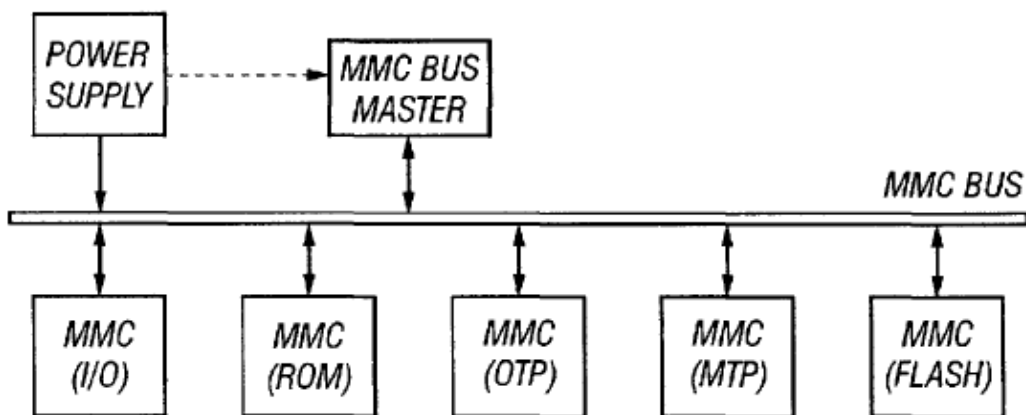 POWER
SUPPLY
MMC BUS
MASTER
MMC BUS
MMC
(I/O)
MMC
(ROM)
MMC
(OTP)
MMC
(MTP)
MMC
(FLASH)